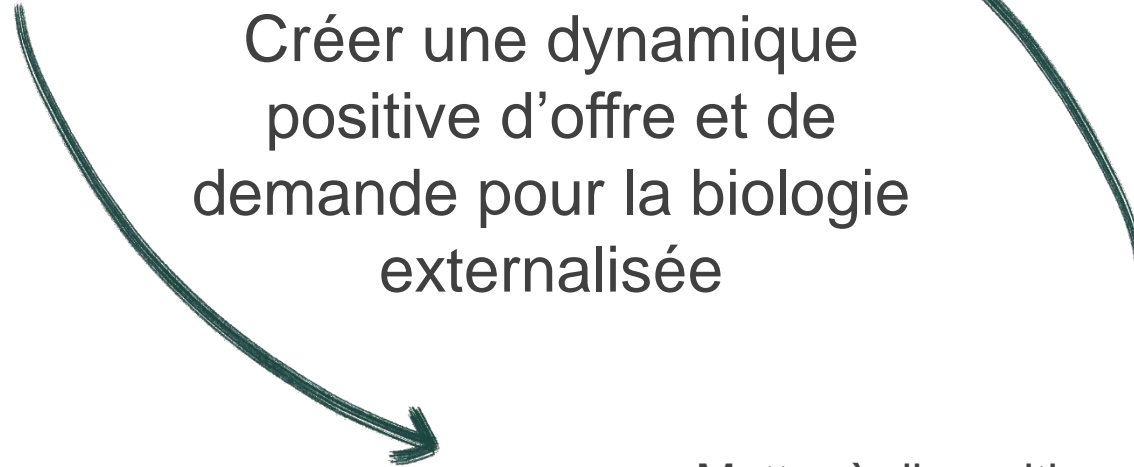 Créer une dynamique
positive d’offre et de
demande pour la biologie
externalisée